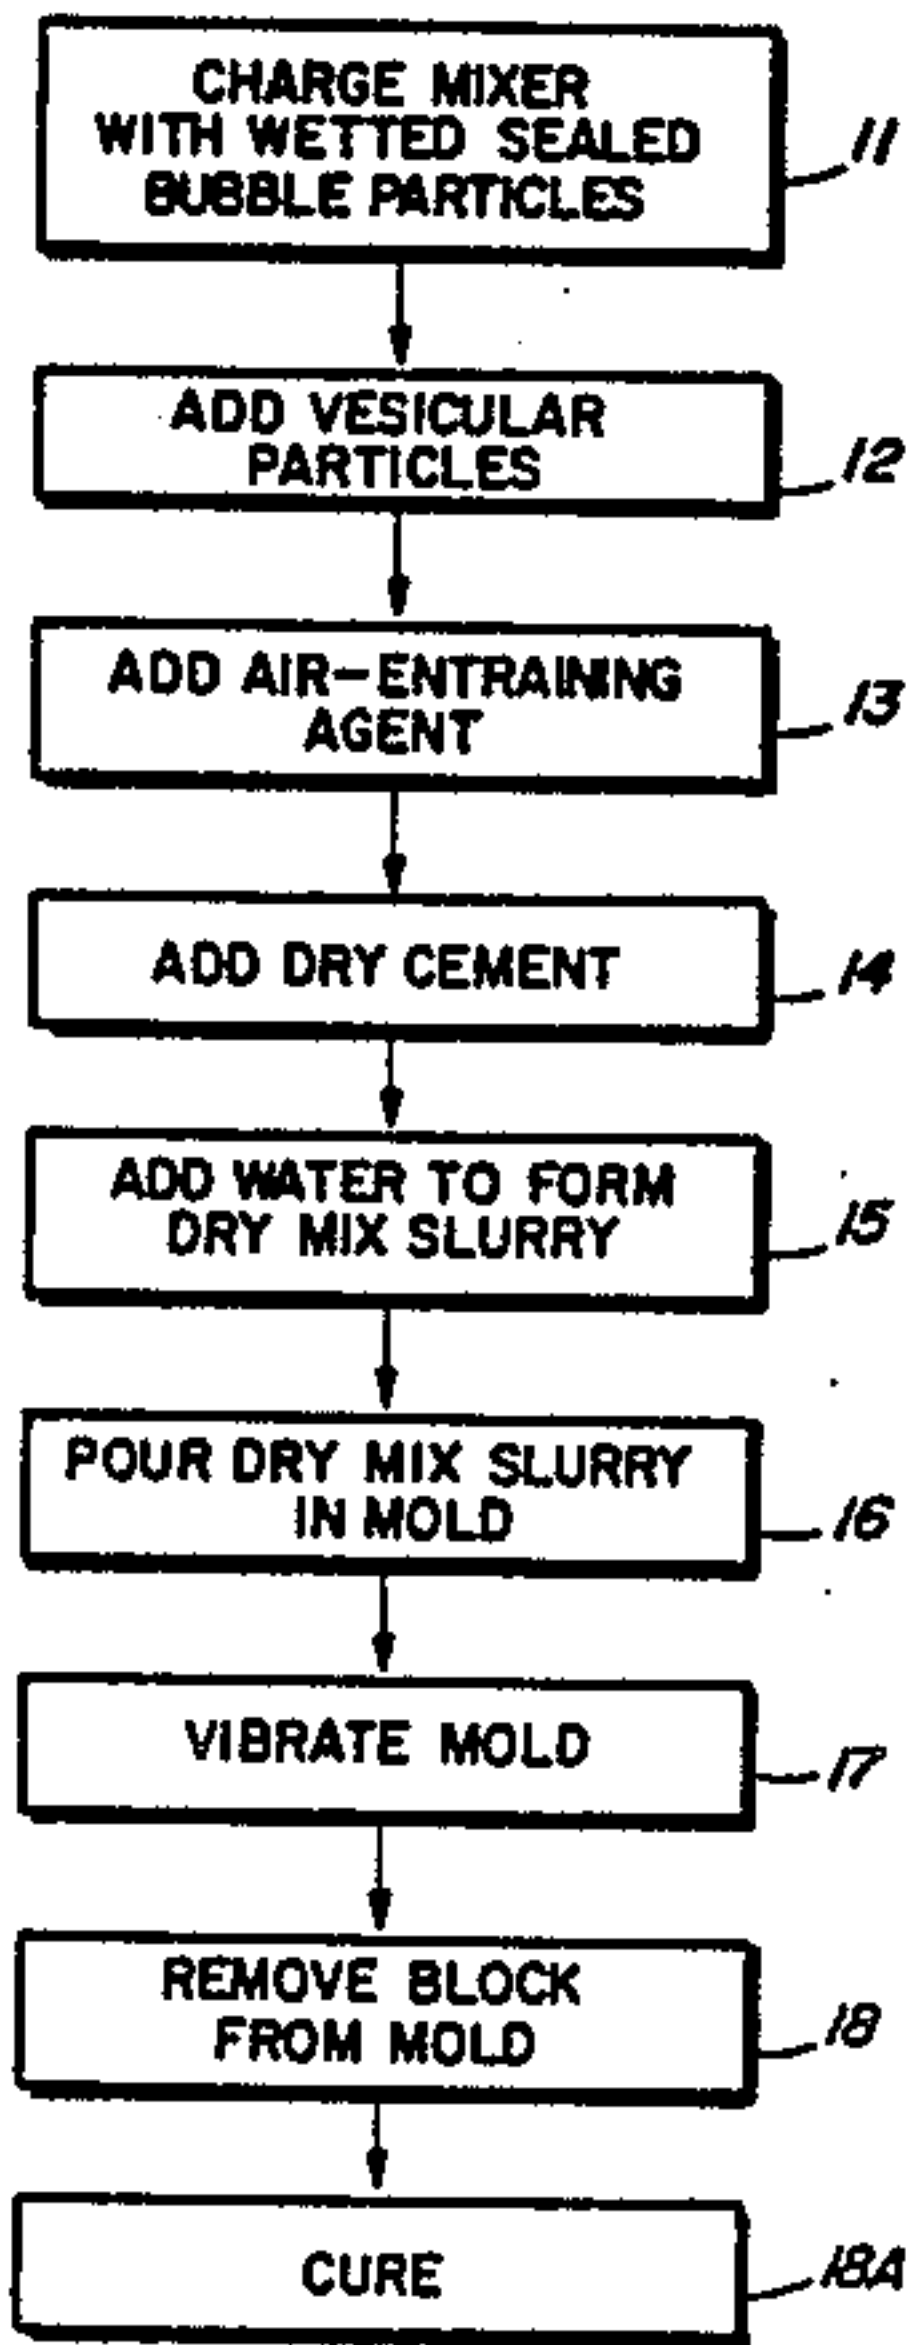 CHARGE MIXER
WITH WETTED SEALED
BUBBLE PARTICLES
11
ADD VESICULAR
PARTICLES
12
ADD AIR-ENTRAINING
AGENT
13
ADD DRY CEMENT
14
ADD WATER TO FORM
DRY MIX SLURRY
15
POUR DRY MIX SLURRY
IN MOLD
16
VIBRATE MOLD
17
REMOVE BLOCK
FROM MOLD
18
CURE
18A